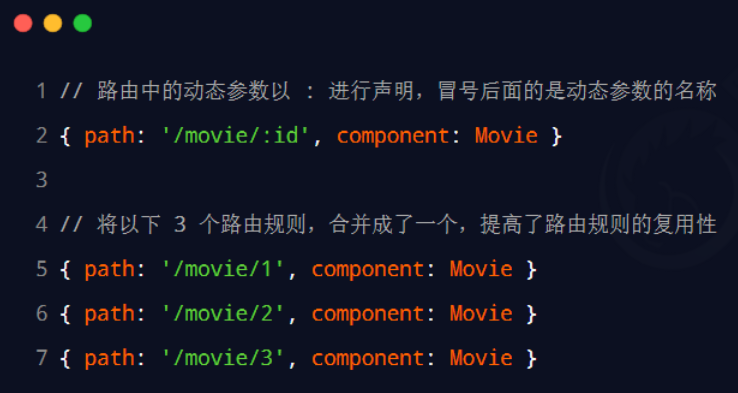 1 // 路由中的动态参数以 : 进行声明，冒号后面的是动态参数的名称
2 { path: '/movie/:id', component: Movie }
3
4 // 将以下 3 个路由规则，合并成了一个，提高了路由规则的复用性
5 { path: '/movie/1', component: Movie }
6 { path: '/movie/2', component: Movie }
7 { path: '/movie/3', component: Movie }